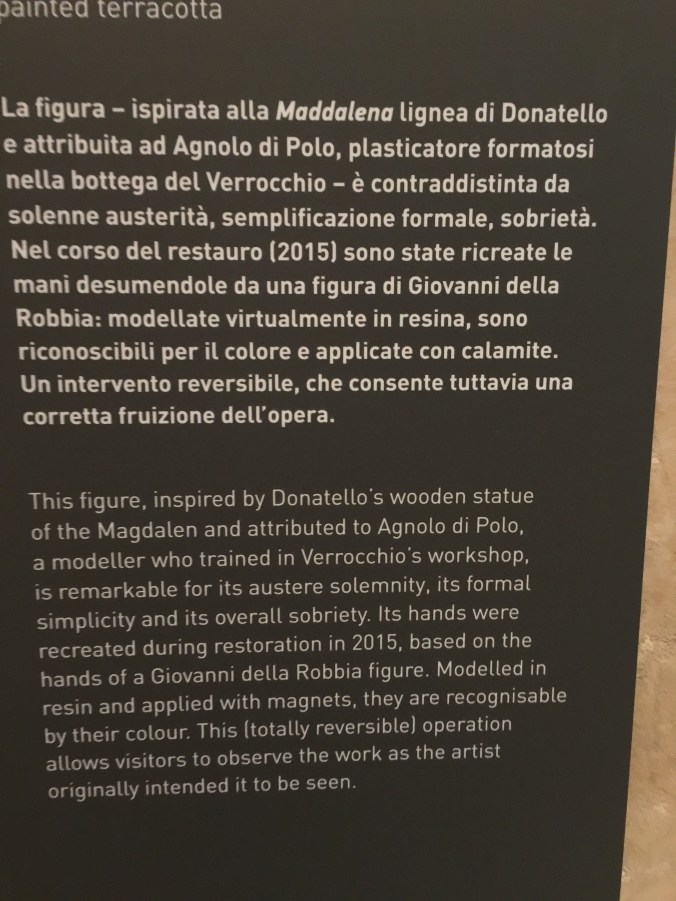 painted terracotta
La figura – ispirata alla Maddalena lignea di Donatello
e attribuita ad Agnolo di Polo, plasticatore formatosi
nella bottega del Verrocchio – è contraddistinta da
solenne austerità, semplificazione formale, sobrietà.
Nel corso del restauro (2015) sono state ricreate le
mani desumendole da una figura di Giovanni della
Robbia: modellate virtualmente in resina, sono
riconoscibili per il colore e applicate con calamite.
Un intervento reversibile, che consente tuttavia una
corretta fruizione dell'opera.
This figure, inspired by Donatello's wooden statue
of the Magdalen and attributed to Agnolo di Polo,
a modeller who trained in Verrocchio's workshop,
is remarkable for its austere solemnity, its formal
simplicity and its overall sobriety. Its hands were
recreated during restoration in 2015, based on the
hands of a Giovanni della Robbia figure. Modelled in
resin and applied with magnets, they are recognisable
by their colour. This (totally reversible) operation
allows visitors to observe the work as the artist
originally intended it to be seen.